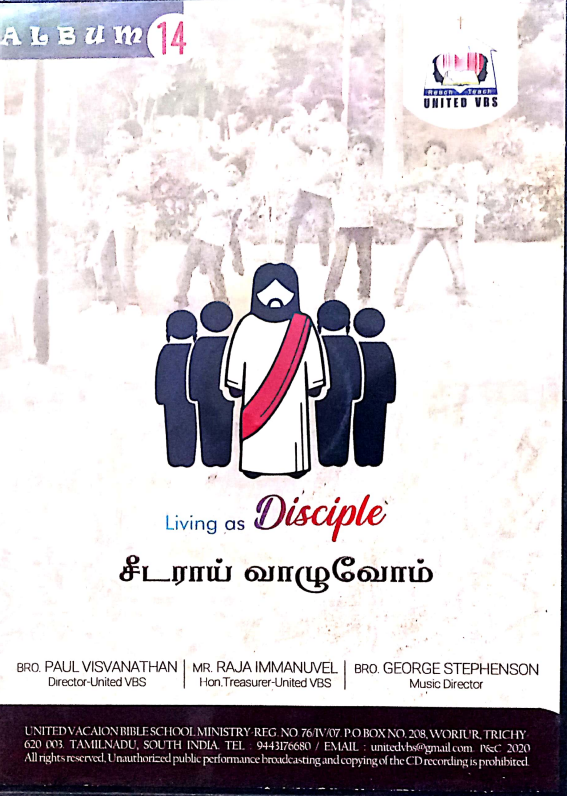 ALBUM 14
Reach Teach
UNITED VBS
Living as Disciple
சீடராய் வாழுவோம்
BRO. PAUL VISVANATHAN
Director-United VBS
MR. RAJA IMMANUVEL
Hon.Treasurer-United VBS
BRO. GEORGE STEPHENSON
Music Director
UNITED VACAION BIBLE SCHOOL MINISTRY-REG. NO 76/IV/07. P.O BOX NO. 208, WORIUR, TRICHY-
620 003. TAMILNADU, SOUTH INDIA. TEL : 9443176680 / EMAIL : unitedvbs@gmail.com. P&C 2020
All rights reserved, Unauthorized public performance broadcasting and copying of the CD recording is prohibited.